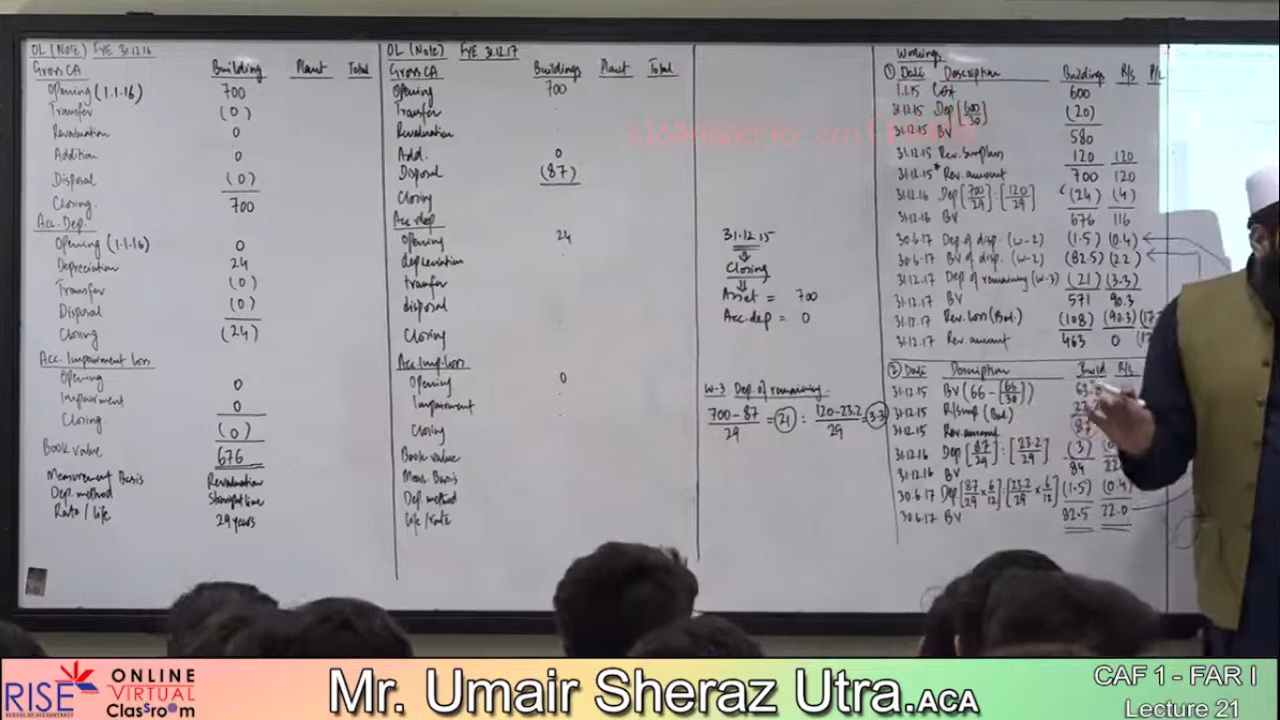 DL (Note) FYE 31.12.16
Gross CA Building Plant Total
Opening (1.1.16) 700
Transfer (0)
Revaluation 0
Addition 0
Disposal (0)
Closing 700
Acc. Dep.
Opening (1.1.16) 0
Depreciation 24
Transfer (0)
Disposal (0)
Closing (24)
Acc. Impairment Loss
Opening 0
Impairment 0
Closing (0)
Book value 676
Measurement Basis Revaluation
Dep. method Straight line
Rate / life 29 years
DL (Note) FYE 31.12.17
Gross CA Buildings Plant Total
Opening 700
Transfer
Revaluation
Add. 0
Disposal (87)
Closing
Acc. dep
Opening 24
depreciation
transfer
disposal
Closing
Acc. Imp. Loss
Opening 0
Impairment
Closing
Book value
Meas. Basis
Dep. method
life/rate
31.12.15
Closing
Asset = 700
Acc. dep = 0
W-3 Dep. of remaining.
700-87/29 = 21 : 120-23.2/29 = 3.3
Working
① Date Description Buildings R/S P/L
1.1.15 Cost 600
31.12.15 Dep [600/30] (20)
31.12.15 BV 580
31.12.15 Rev. Surplus 120 120
31.12.15* Rev. amount 700 120
31.12.16 Dep [700/29] : [120/29] (24) (4)
31.12.16 BV 676 116
30.6.17 Dep. of disp. (W-2) (1.5) (0.4)
30.6.17 BV of disp. (W-2) (82.5) (22)
31.12.17 Dep of remaining (W-3) (21) (3.3)
31.12.17 BV 571 90.3
31.12.17 Rev. Loss (Bal.) (108) (90.3)
31.12.17 Rev. amount 463 0
② Date Description Build R/S
31.12.15 BV (66 - [66/30])
31.12.15 R/Surp (Bal)
31.12.15 Rev. amount 87
31.12.16 Dep [87/29] : [23.2/29] (3)
31.12.16 BV 84
30.6.17 Dep [87/29 x 6/12] : [23.2/29 x 6/12] (1.5) (0.4)
30.6.17 BV 82.5 22.0
RISE
SCHOOL OF ACCOUNTANCY
ONLINE
VIRTUAL
Classroom
Mr. Umair Sheraz Utra.ACA
CAF 1 - FAR I
Lecture 21